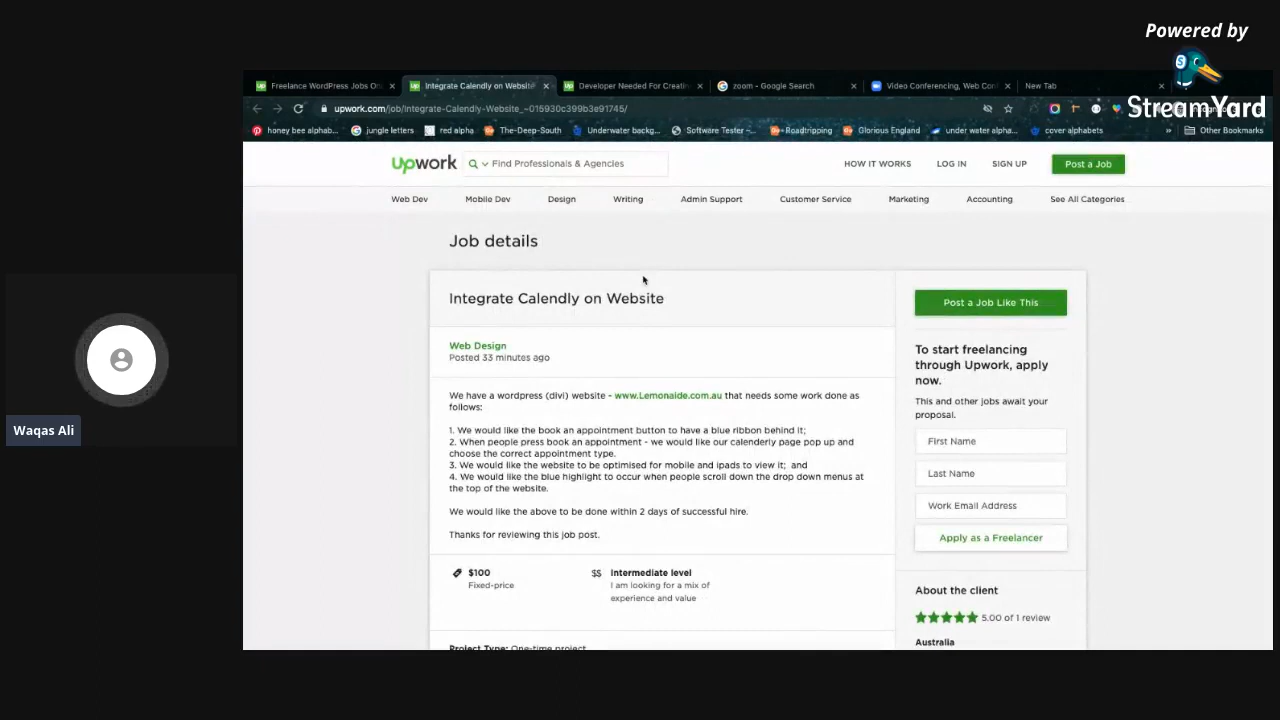 Powered by
StreamYard
Freelance WordPress Jobs On
Integrate Calendly on Website
Developer Needed For Creatin
zoom - Google Search
Video Conferencing, Web Con
New Tab
upwork.com/job/Integrate-Calendly-Website_~015930c399b3e91745/
honey bee alphab...
jungle letters
red alpha
The-Deep-South
Underwater backg...
Software Tester –...
Roadtripping
Glorious England
under water alpha...
cover alphabets
»
Other Bookmarks
upwork
Find Professionals & Agencies
HOW IT WORKS
LOG IN
SIGN UP
Post a Job
Web Dev
Mobile Dev
Design
Writing
Admin Support
Customer Service
Marketing
Accounting
See All Categories
Job details
Integrate Calendly on Website
Web Design
Posted 33 minutes ago
We have a wordpress (divi) website - www.Lemonaide.com.au that needs some work done as
follows:
1. We would like the book an appointment button to have a blue ribbon behind it;
2. When people press book an appointment - we would like our calenderly page pop up and
choose the correct appointment type.
3. We would like the website to be optimised for mobile and ipads to view it; and
4. We would like the blue highlight to occur when people scroll down the drop down menus at
the top of the website.
We would like the above to be done within 2 days of successful hire.
Thanks for reviewing this job post.
$100
Fixed-price
$$
Intermediate level
I am looking for a mix of
experience and value
Project Type: One-time project
Post a Job Like This
To start freelancing
through Upwork, apply
now.
This and other jobs await your
proposal.
First Name
Last Name
Work Email Address
Apply as a Freelancer
About the client
5.00 of 1 review
Australia
Waqas Ali